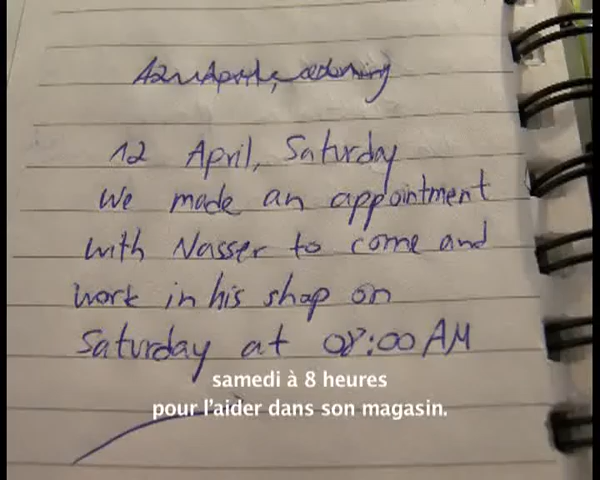 12 April, Saturday
We made an appointment
with Nasser to come and
work in his shop on
Saturday at 08:00 AM
samedi à 8 heures
pour l'aider dans son magasin.